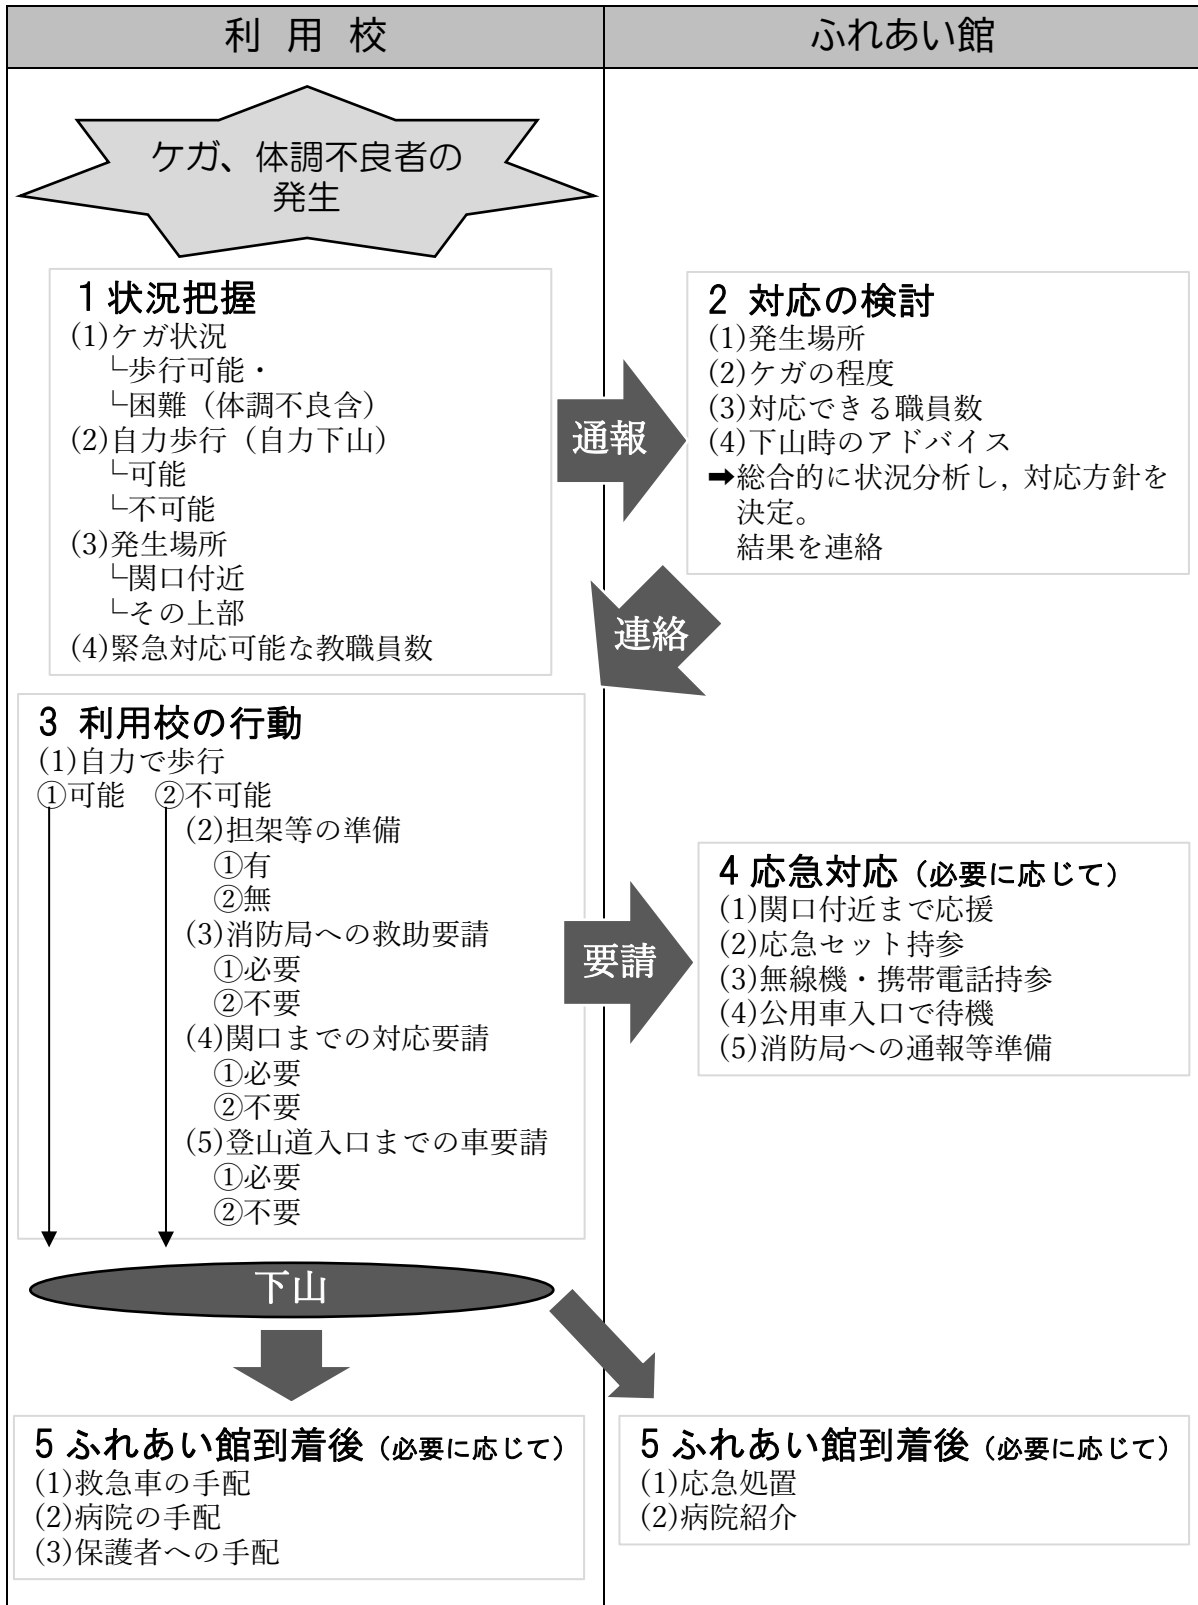 利 用 校
ふれあい館
ケガ、体調不良者の
発生
1 状況把握
(1)ケガ状況
└歩行可能・
└困難（体調不良含）
(2)自力歩行（自力下山）
└可能
└不可能
(3)発生場所
└関口付近
└その上部
(4)緊急対応可能な教職員数
通報
2 対応の検討
(1)発生場所
(2)ケガの程度
(3)対応できる職員数
(4)下山時のアドバイス
➡総合的に状況分析し，対応方針を
決定。
結果を連絡
連絡
3 利用校の行動
(1)自力で歩行
①可能　②不可能
(2)担架等の準備
①有
②無
(3)消防局への救助要請
①必要
②不要
(4)関口までの対応要請
①必要
②不要
(5)登山道入口までの車要請
①必要
②不要
要請
4 応急対応（必要に応じて）
(1)関口付近まで応援
(2)応急セット持参
(3)無線機・携帯電話持参
(4)公用車入口で待機
(5)消防局への通報等準備
下山
5 ふれあい館到着後（必要に応じて）
(1)救急車の手配
(2)病院の手配
(3)保護者への手配
5 ふれあい館到着後（必要に応じて）
(1)応急処置
(2)病院紹介